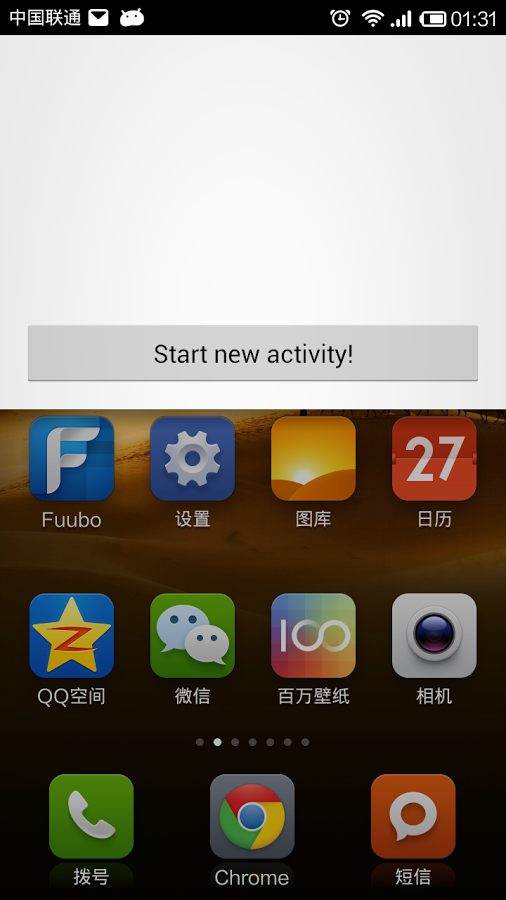 中国联通 01:31
Start new activity!
27
Fuubo 设置 图库 日历
100
QQ空间 微信 百万壁纸 相机
拨号 Chrome 短信